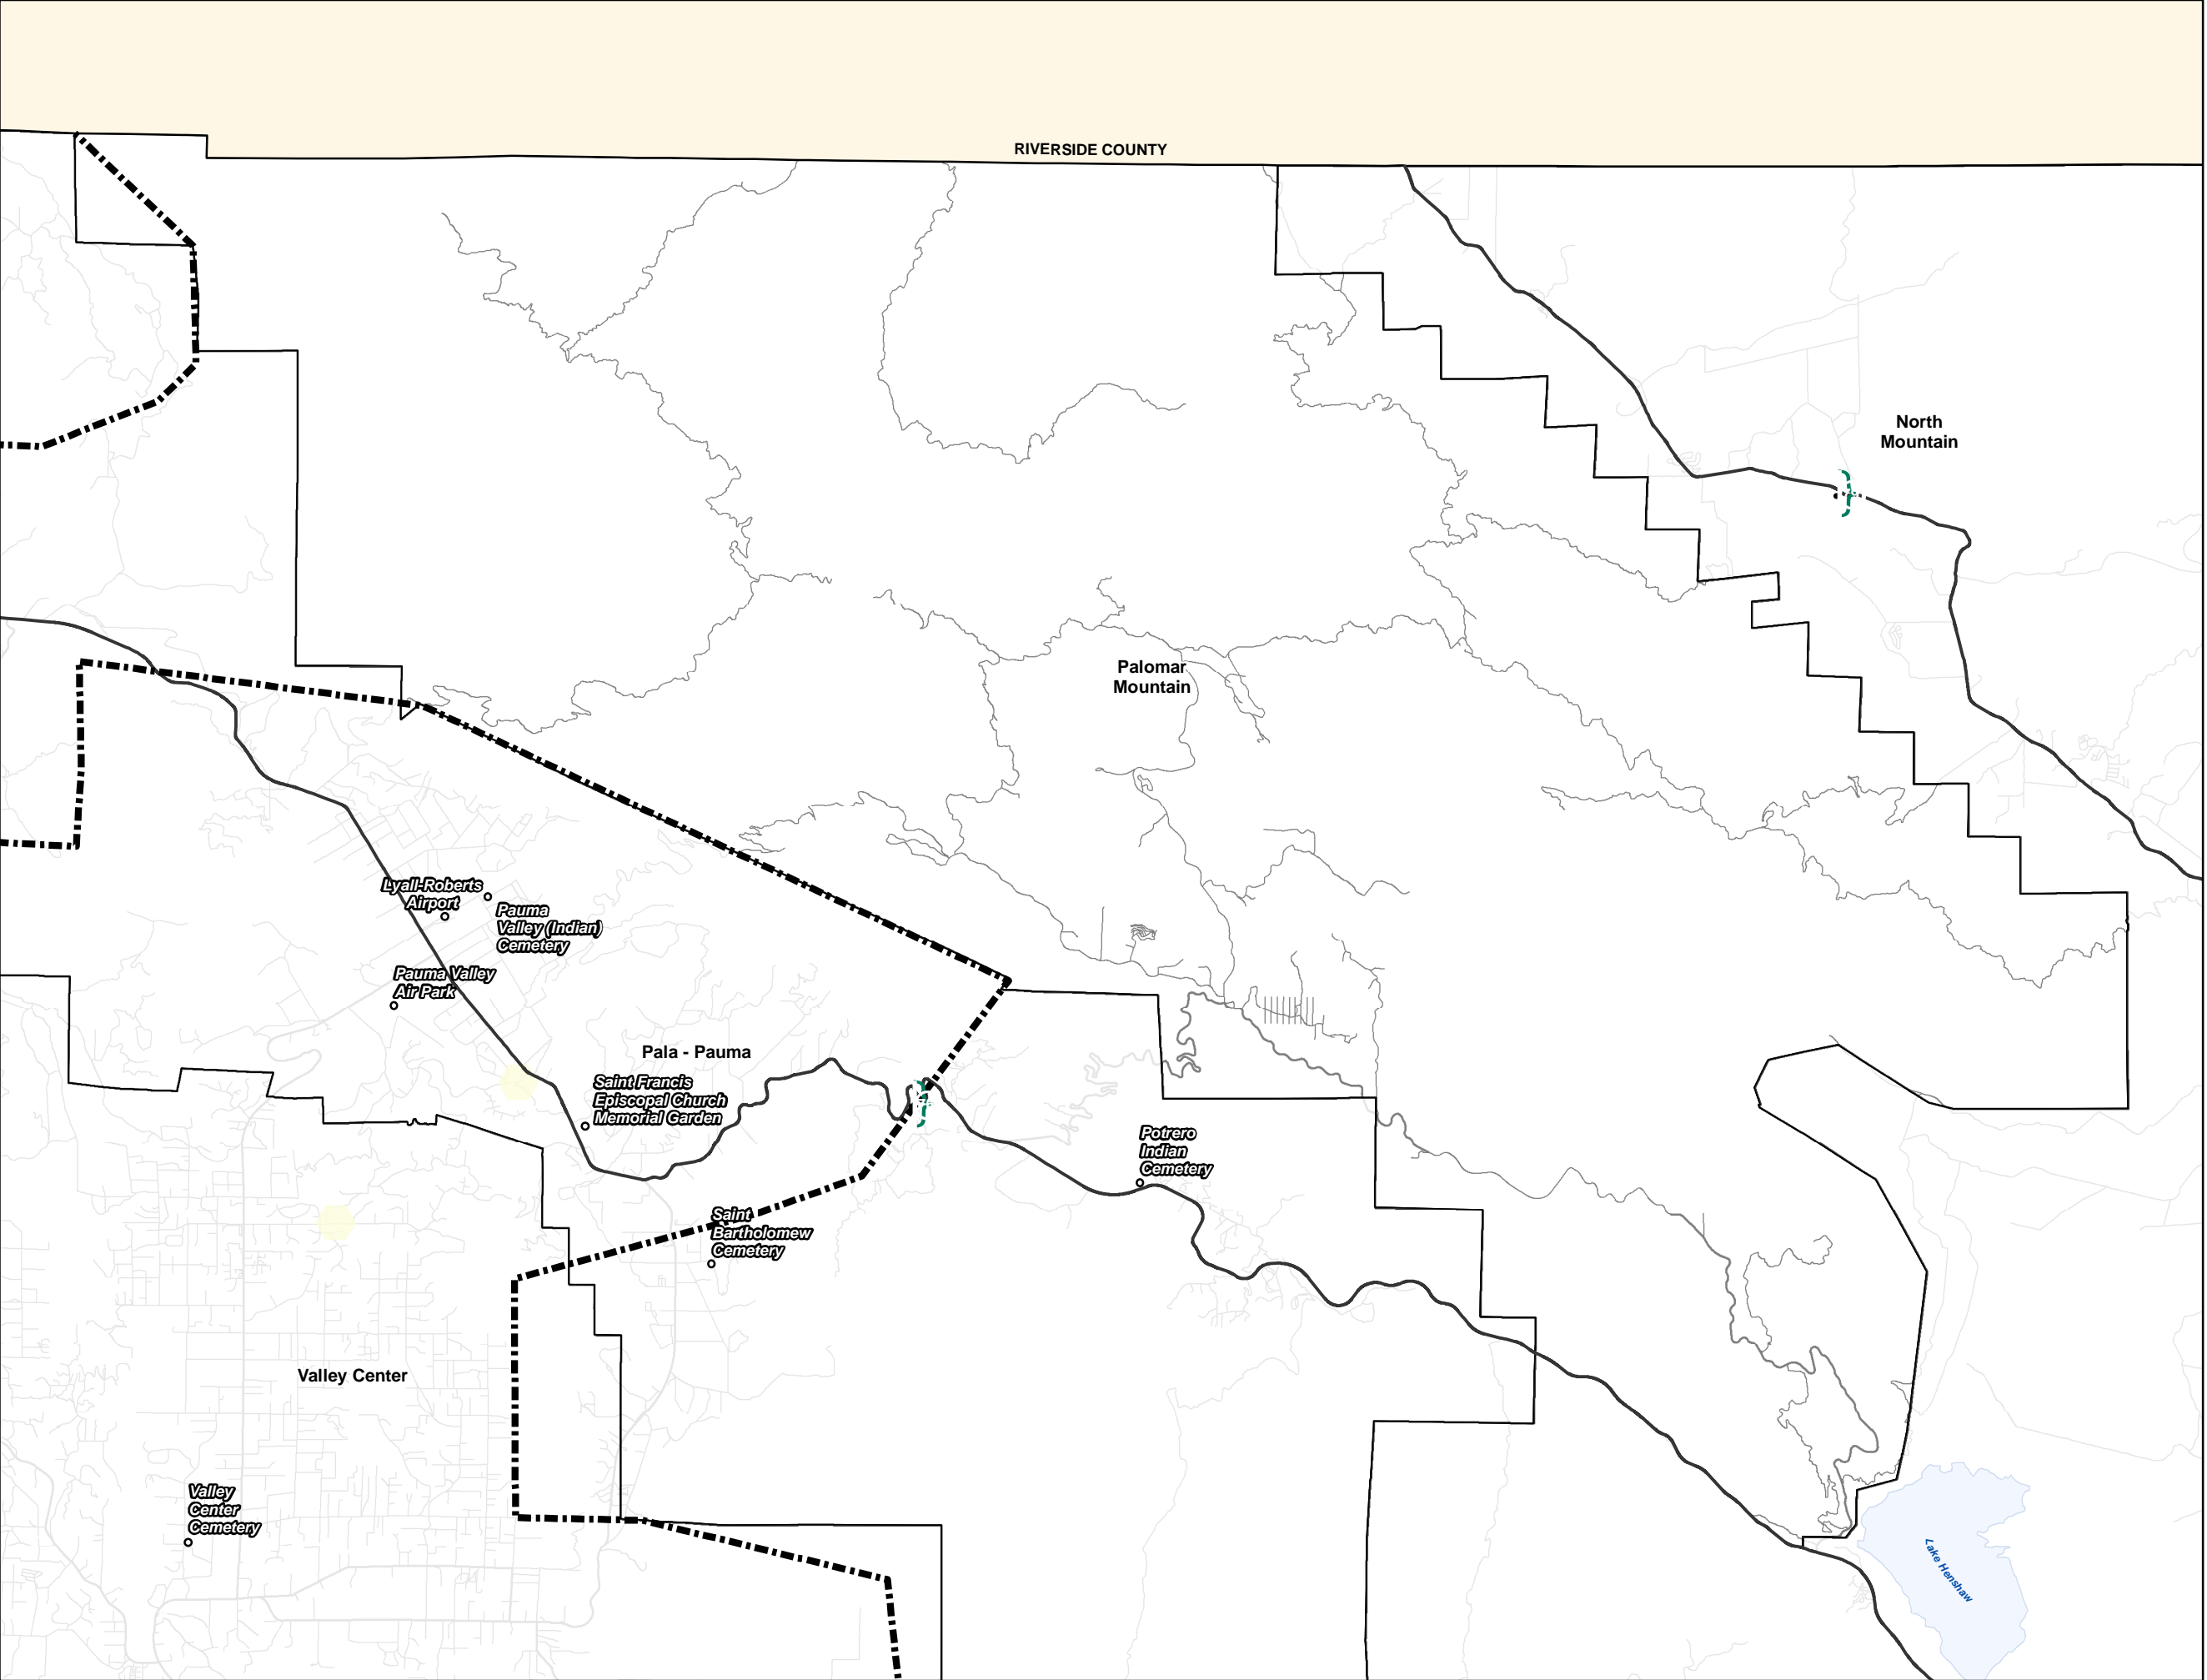 RIVERSIDE COUNTY
North
Mountain
Palomar
Mountain
Lyall-Roberts
Airport
Pauma
Valley (Indian)
Cemetery
Pauma Valley
Air Park
Pala - Pauma
Saint Francis
Episcopal Church
Memorial Garden
Potrero
Indian
Cemetery
Saint
Bartholomew
Cemetery
Valley Center
Valley
Center
Cemetery
Lake Henshaw